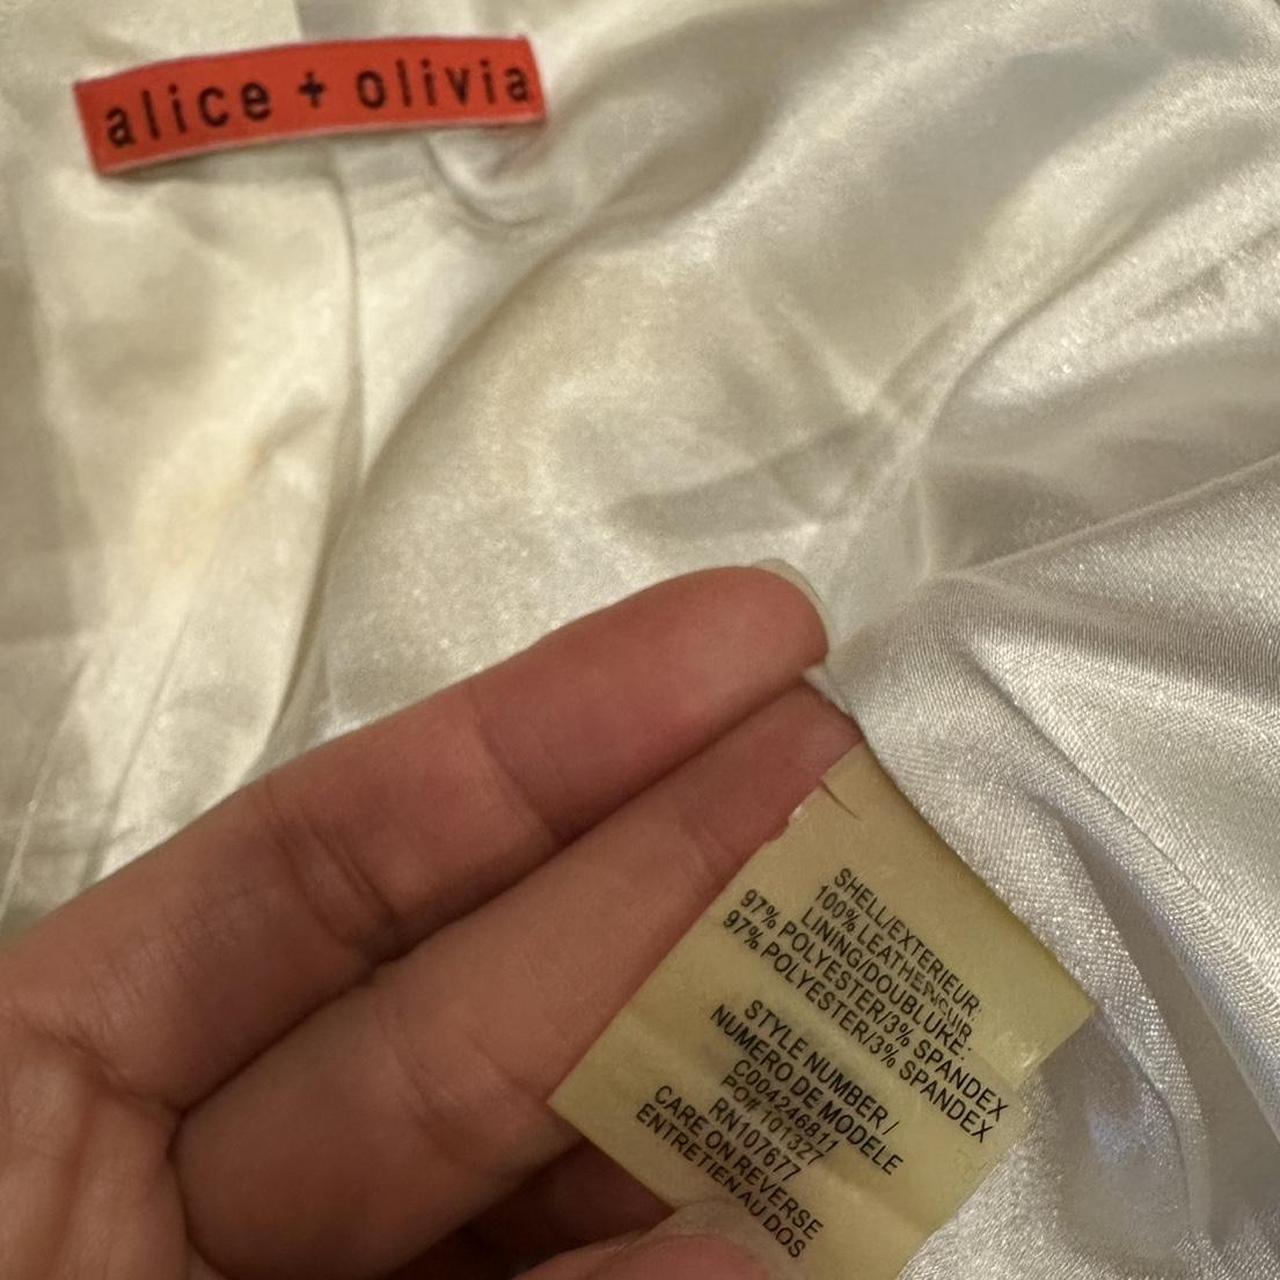 alice + olivia
SHELL/EXTERIEUR:
100% LEATHER/CUIR
LINING/DOUBLURE:
97% POLYESTER/3% SPANDEX
97% POLYESTER/3% SPANDEX
STYLE NUMBER /
NUMERO DE MODELE
C004246811
PO# 101327
RN107677
CARE ON REVERSE
ENTRETIEN AU DOS